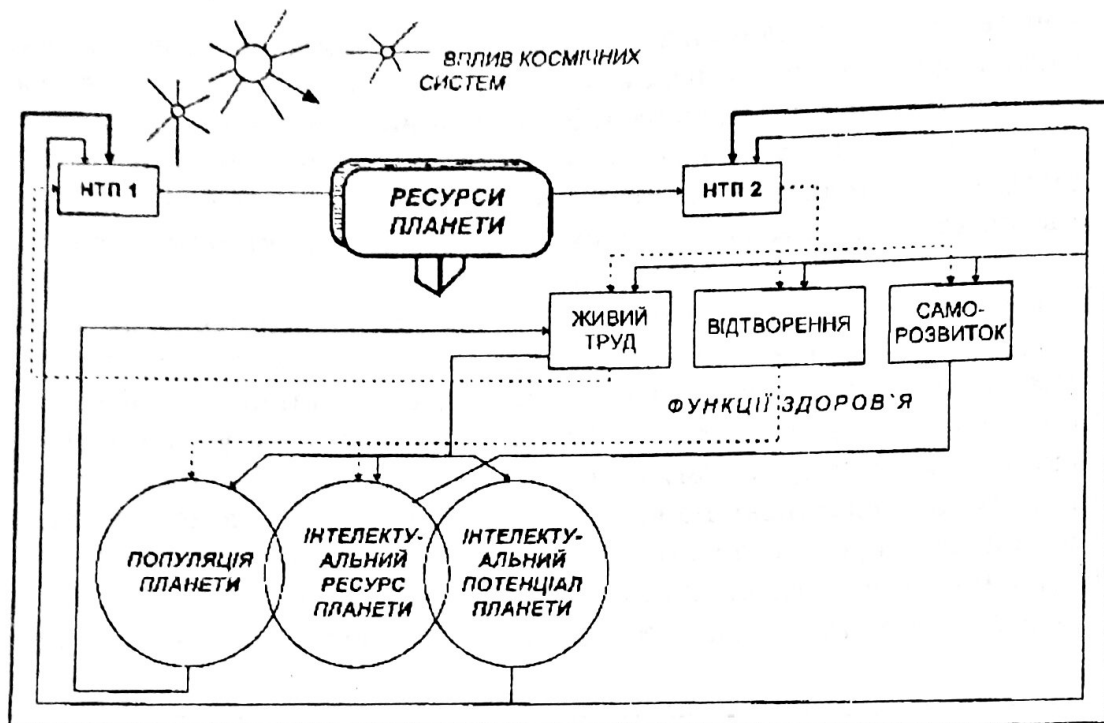 ВПЛИВ КОСМІЧНИХ
СИСТЕМ
НТП 1
РЕСУРСИ
ПЛАНЕТИ
НТП 2
ЖИВИЙ
ТРУД
ВІДТВОРЕННЯ
САМО-
РОЗВИТОК
ФУНКЦІЇ ЗДОРОВ`Я
ПОПУЛЯЦІЯ
ПЛАНЕТИ
ІНТЕЛЕКТУ-
АЛЬНИЙ
РЕСУРС
ПЛАНЕТИ
ІНТЕЛЕКТУ-
АЛЬНИЙ
ПОТЕНЦІАЛ
ПЛАНЕТИ